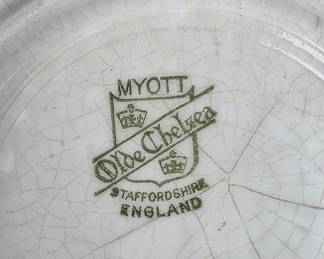 MYOTT
Olde Chelsea
STAFFORDSHIRE
ENGLAND